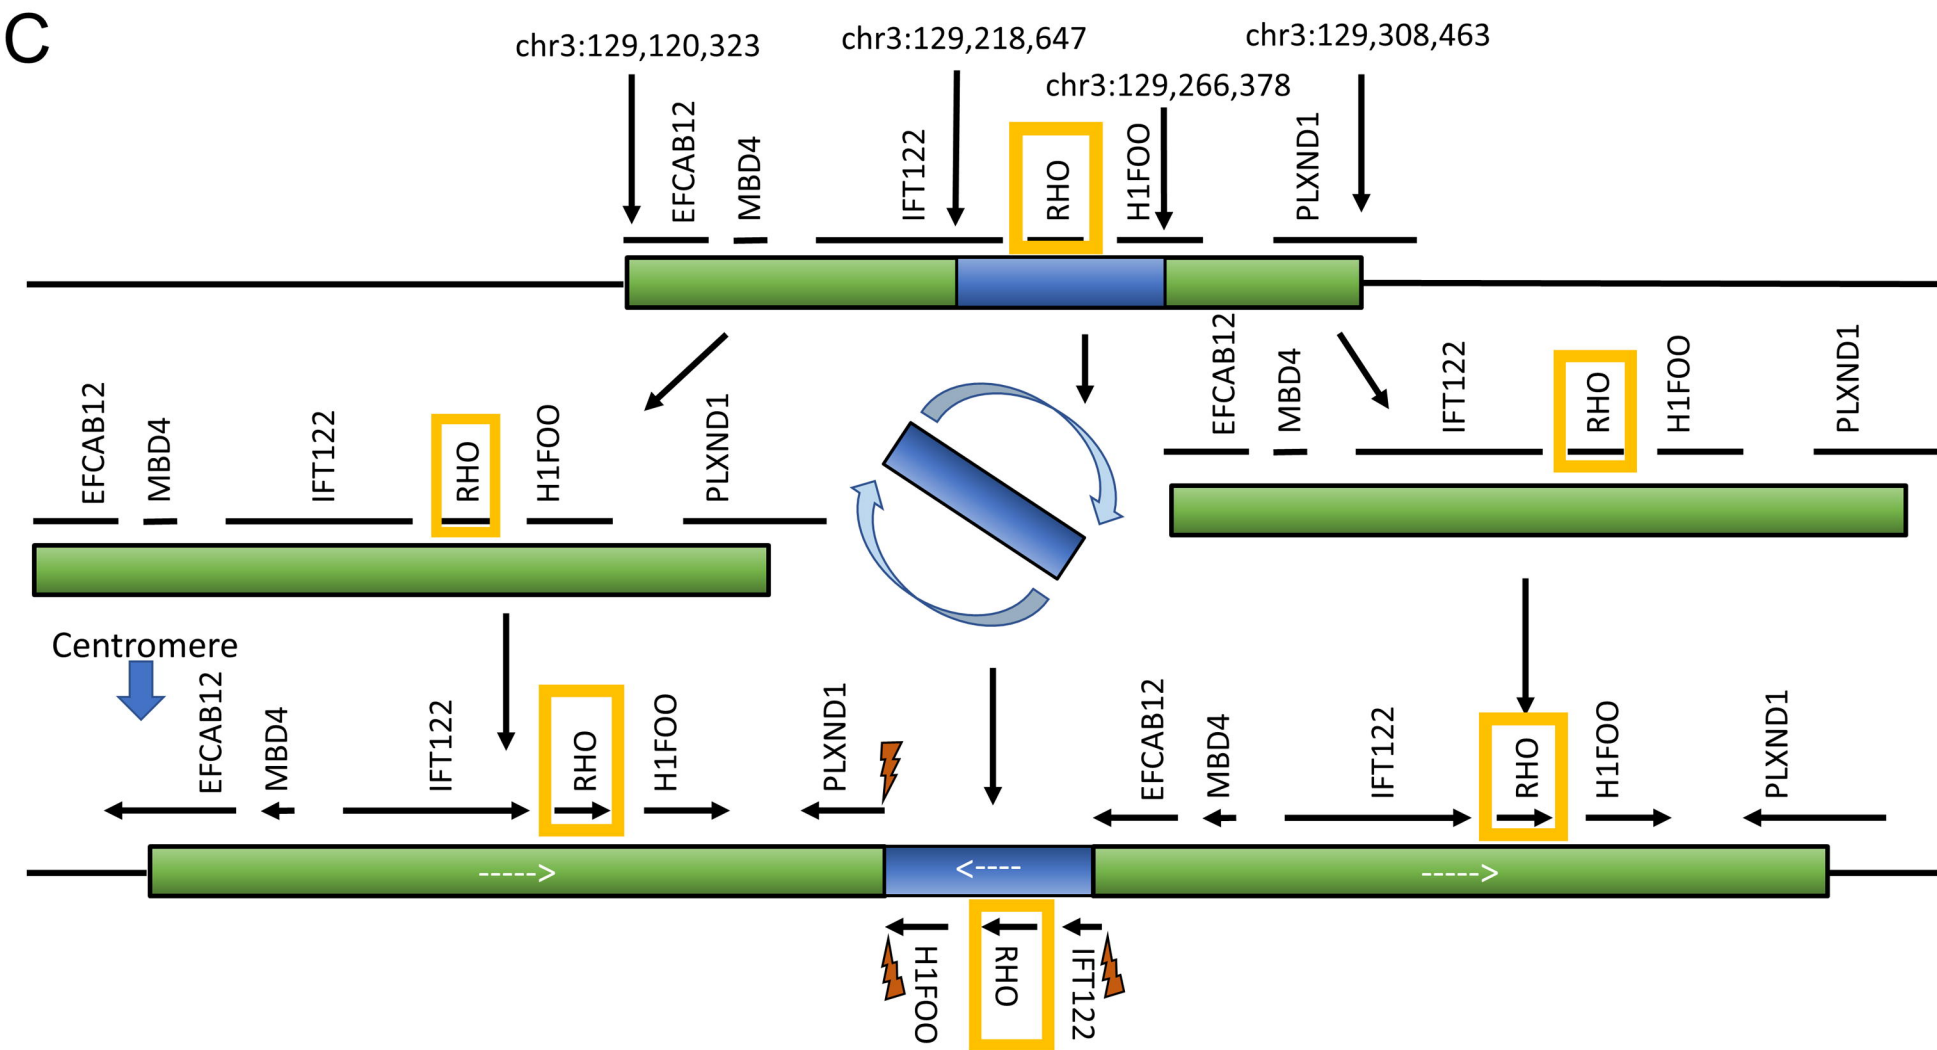 C
chr3:129,120,323
chr3:129,218,647
chr3:129,308,463
chr3:129,266,378
EFCAB12
MBD4
IFT122
RHO
H1FOO
PLXND1
EFCAB12
MBD4
IFT122
RHO
H1FOO
PLXND1
EFCAB12
MBD4
IFT122
RHO
H1FOO
PLXND1
Centromere
EFCAB12
MBD4
IFT122
RHO
H1FOO
PLXND1
EFCAB12
MBD4
IFT122
RHO
H1FOO
PLXND1
----->
<----
----->
H1FOO
RHO
IFT122